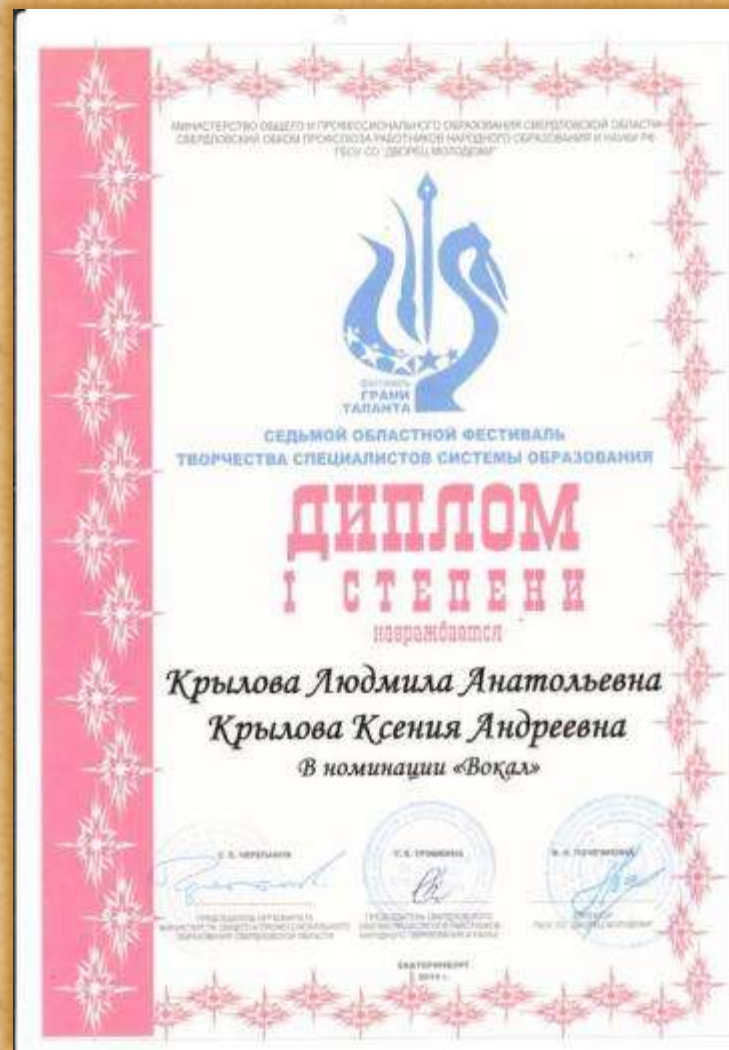 МИНИСТЕРСТВО ОБЩЕГО И ПРОФЕССИОНАЛЬНОГО ОБРАЗОВАНИЯ СВЕРДЛОВСКОЙ ОБЛАСТИ
СВЕРДЛОВСКИЙ ОБКОМ ПРОФСОЮЗА РАБОТНИКОВ НАРОДНОГО ОБРАЗОВАНИЯ И НАУКИ РФ
ГБОУ СО "ДВОРЕЦ МОЛОДЕЖИ"
ФЕСТИВАЛЬ
ГРАНИ
ТАЛАНТА
СЕДЬМОЙ ОБЛАСТНОЙ ФЕСТИВАЛЬ
ТВОРЧЕСТВА СПЕЦИАЛИСТОВ СИСТЕМЫ ОБРАЗОВАНИЯ
ДИПЛОМ
I СТЕПЕНИ
награждается
Крылова Людмила Анатольевна
Крылова Ксения Андреевна
В номинации «Вокал»
ЕКАТЕРИНБУРГ